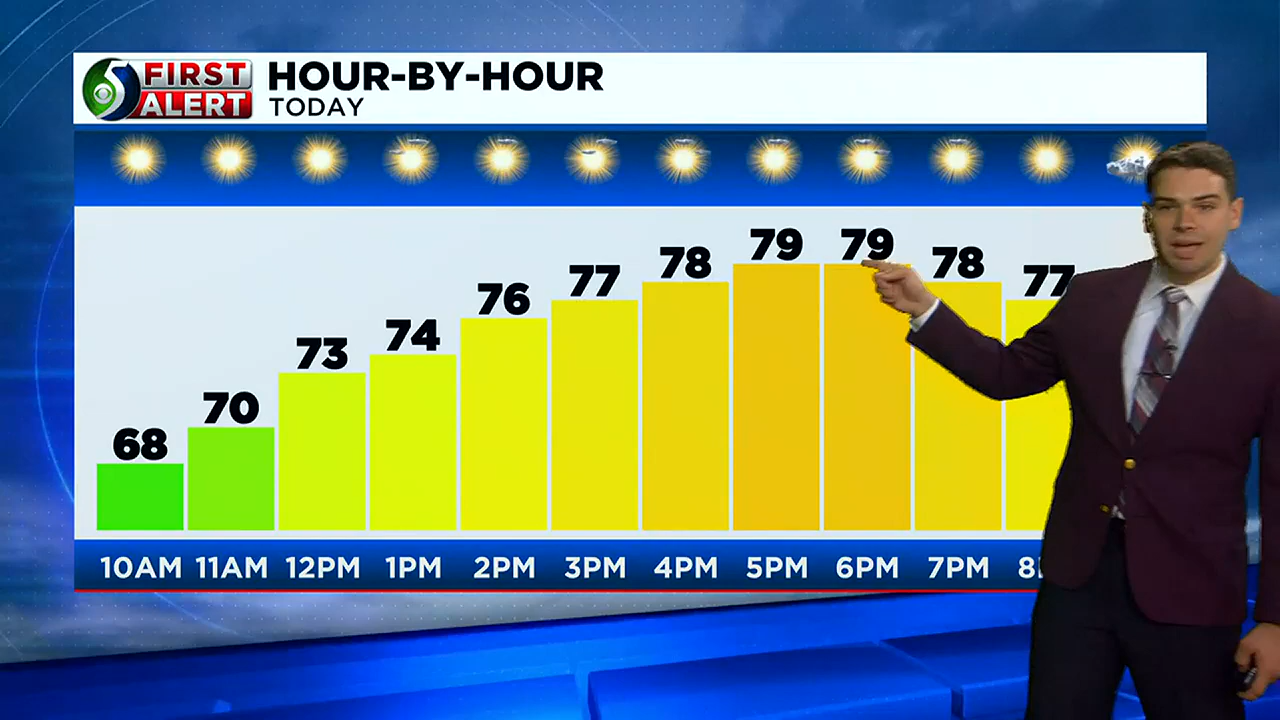 5 FIRST ALERT
HOUR-BY-HOUR
TODAY
68 70 73 74 76 77 78 79 79 78 77
10AM 11AM 12PM 1PM 2PM 3PM 4PM 5PM 6PM 7PM